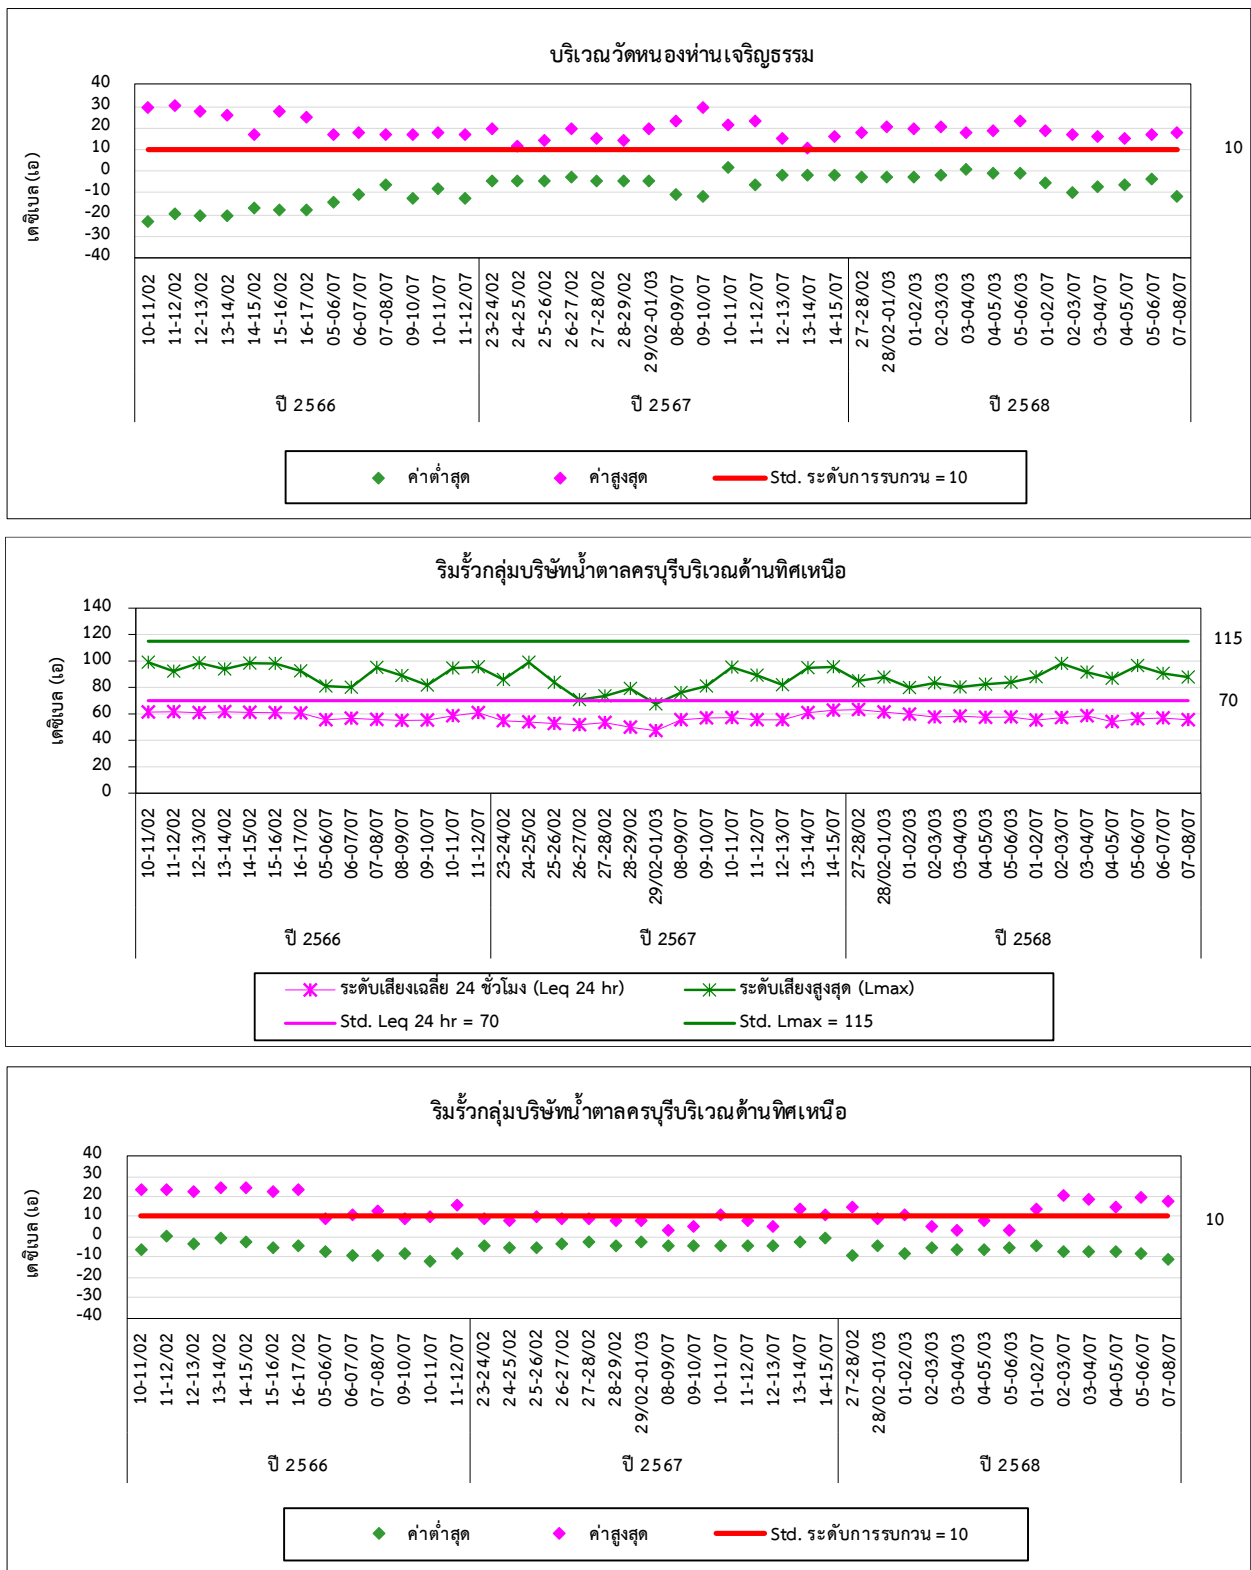 บริเวณวัดหนองห่านเจริญธรรม
เดซิเบล (เอ)
40
30
20
10
0
-10
-20
-30
-40
10
10-11/02 11-12/02 12-13/02 13-14/02 14-15/02 15-16/02 16-17/02 05-06/07 06-07/07 07-08/07 09-10/07 10-11/07 11-12/07 23-24/02 24-25/02 25-26/02 26-27/02 27-28/02 28-29/02 29/02-01/03 08-09/07 09-10/07 10-11/07 11-12/07 12-13/07 13-14/07 14-15/07 27-28/02 28/02-01/03 01-02/03 02-03/03 03-04/03 04-05/03 05-06/03 01-02/07 02-03/07 03-04/07 04-05/07 05-06/07 07-08/07
ปี 2566 ปี 2567 ปี 2568
ค่าต่ำสุด ค่าสูงสุด Std. ระดับการรบกวน = 10
ริมรั้วกลุ่มบริษัทน้ำตาลครบุรีบริเวณด้านทิศเหนือ
เดซิเบล (เอ)
140
120
100
80
60
40
20
0
115
70
10-11/02 11-12/02 12-13/02 13-14/02 14-15/02 15-16/02 16-17/02 05-06/07 06-07/07 07-08/07 08-09/07 09-10/07 10-11/07 11-12/07 23-24/02 24-25/02 25-26/02 26-27/02 27-28/02 28-29/02 29/02-01/03 08-09/07 09-10/07 10-11/07 11-12/07 12-13/07 13-14/07 14-15/07 27-28/02 28/02-01/03 01-02/03 02-03/03 03-04/03 04-05/03 05-06/03 01-02/07 02-03/07 03-04/07 04-05/07 05-06/07 06-07/07 07-08/07
ปี 2566 ปี 2567 ปี 2568
ระดับเสียงเฉลี่ย 24 ชั่วโมง (Leq 24 hr) ระดับเสียงสูงสุด (Lmax)
Std. Leq 24 hr = 70 Std. Lmax = 115
ริมรั้วกลุ่มบริษัทน้ำตาลครบุรีบริเวณด้านทิศเหนือ
เดซิเบล (เอ)
40
30
20
10
0
-10
-20
-30
-40
10
10-11/02 11-12/02 12-13/02 13-14/02 14-15/02 15-16/02 16-17/02 05-06/07 06-07/07 07-08/07 09-10/07 10-11/07 11-12/07 23-24/02 24-25/02 25-26/02 26-27/02 27-28/02 28-29/02 29/02-01/03 08-09/07 09-10/07 10-11/07 11-12/07 12-13/07 13-14/07 14-15/07 27-28/02 28/02-01/03 01-02/03 02-03/03 03-04/03 04-05/03 05-06/03 01-02/07 02-03/07 03-04/07 04-05/07 05-06/07 07-08/07
ปี 2566 ปี 2567 ปี 2568
ค่าต่ำสุด ค่าสูงสุด Std. ระดับการรบกวน = 10